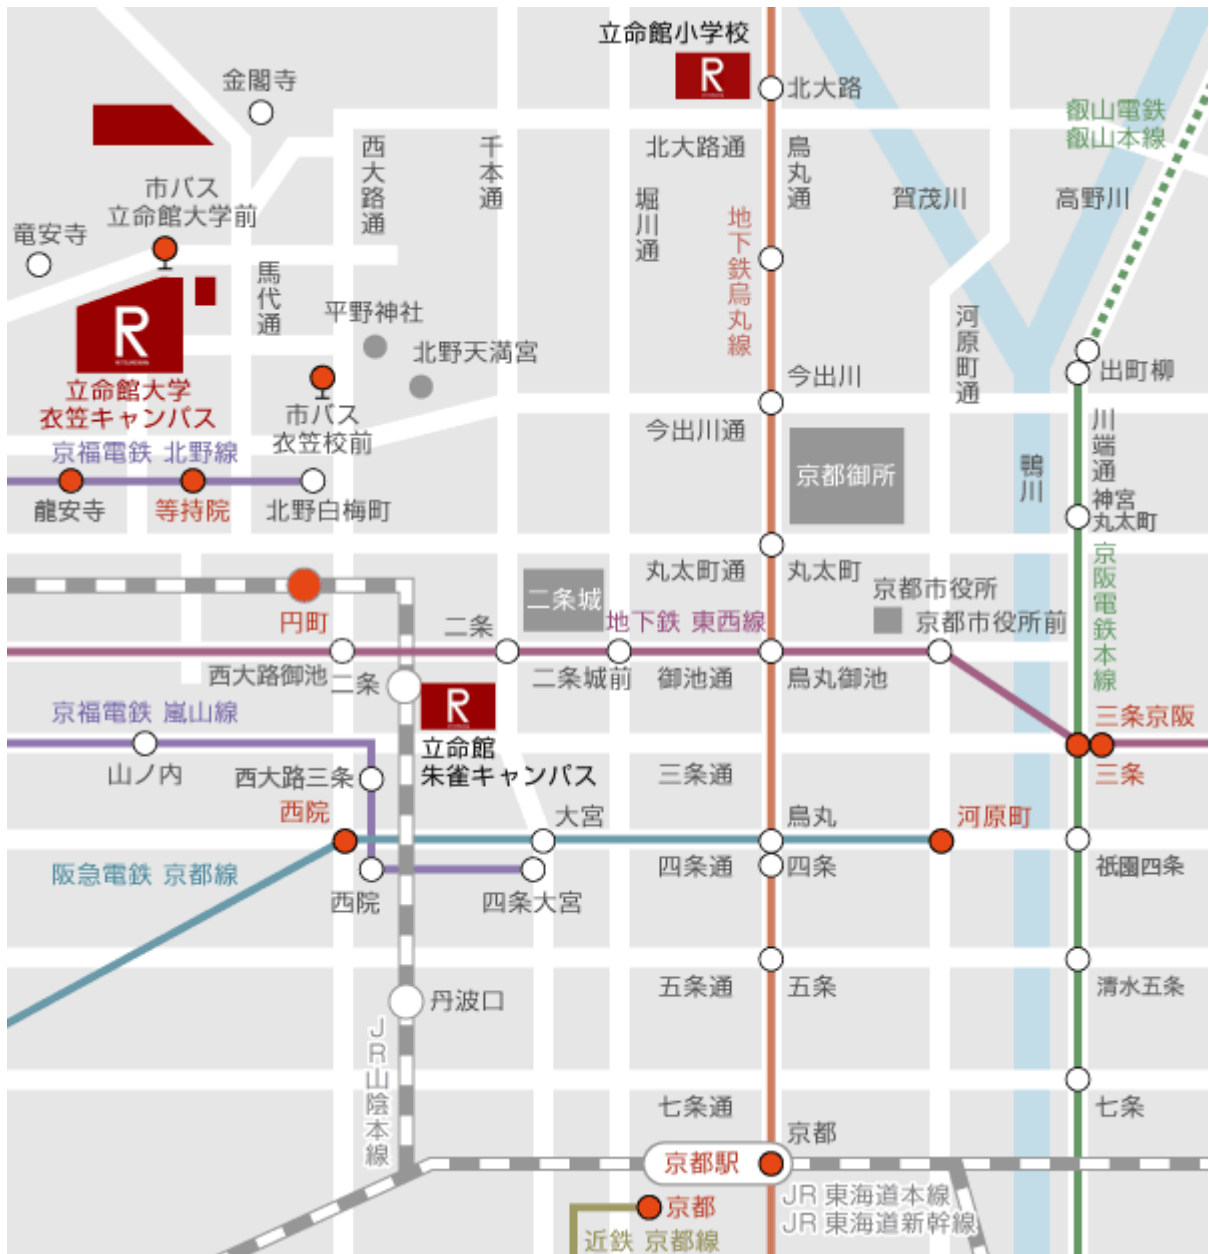 立命館小学校
R
北大路
金閣寺
叡山電鉄
叡山本線
西大路通
千本通
北大路通
烏丸通
市バス
立命館大学前
堀川通
賀茂川
高野川
地下鉄烏丸線
竜安寺
馬代通
平野神社
北野天満宮
河原町通
R
今出川
出町柳
立命館大学
衣笠キャンパス
市バス
衣笠校前
今出川通
川端通
京福電鉄 北野線
京都御所
鴨川
龍安寺
等持院
北野白梅町
神宮
丸太町
京阪電鉄本線
丸太町通
丸太町
二条城
京都市役所
円町
二条
地下鉄 東西線
京都市役所前
西大路御池
二条
二条城前
御池通
烏丸御池
京福電鉄 嵐山線
R
三条京阪
立命館
朱雀キャンパス
山ノ内
西大路三条
三条通
三条
西院
大宮
烏丸
河原町
阪急電鉄 京都線
四条通
四条
祇園四条
西院
四条大宮
五条通
五条
清水五条
丹波口
JR山陰本線
七条通
七条
京都
京都駅
JR 東海道本線
JR 東海道新幹線
京都
近鉄 京都線